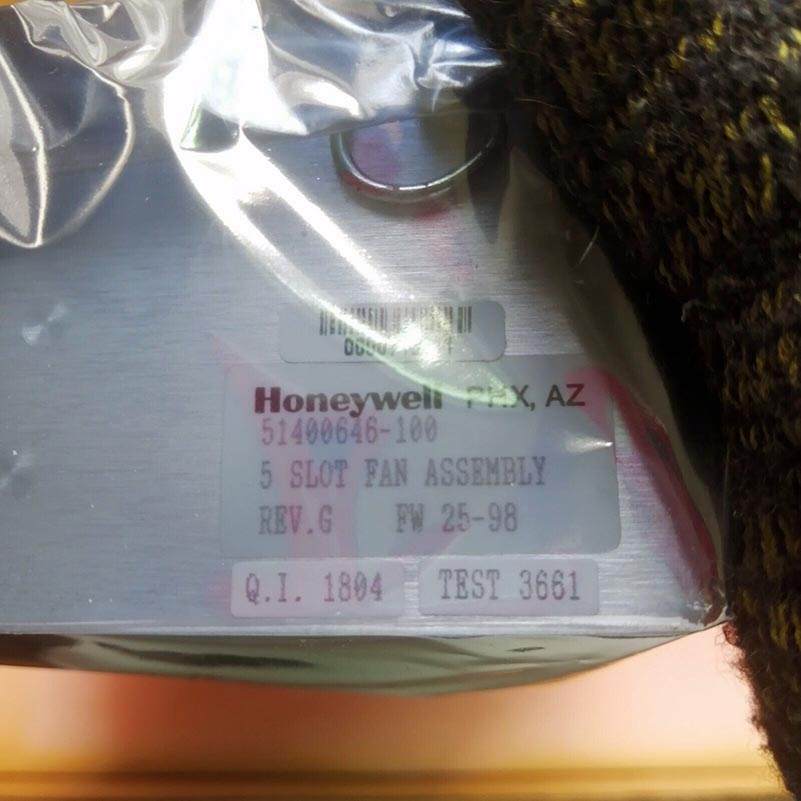 Honeywell PHX, AZ
51400646-100
5 SLOT FAN ASSEMBLY
REV.G FW 25-98
Q.I. 1804 TEST 3661